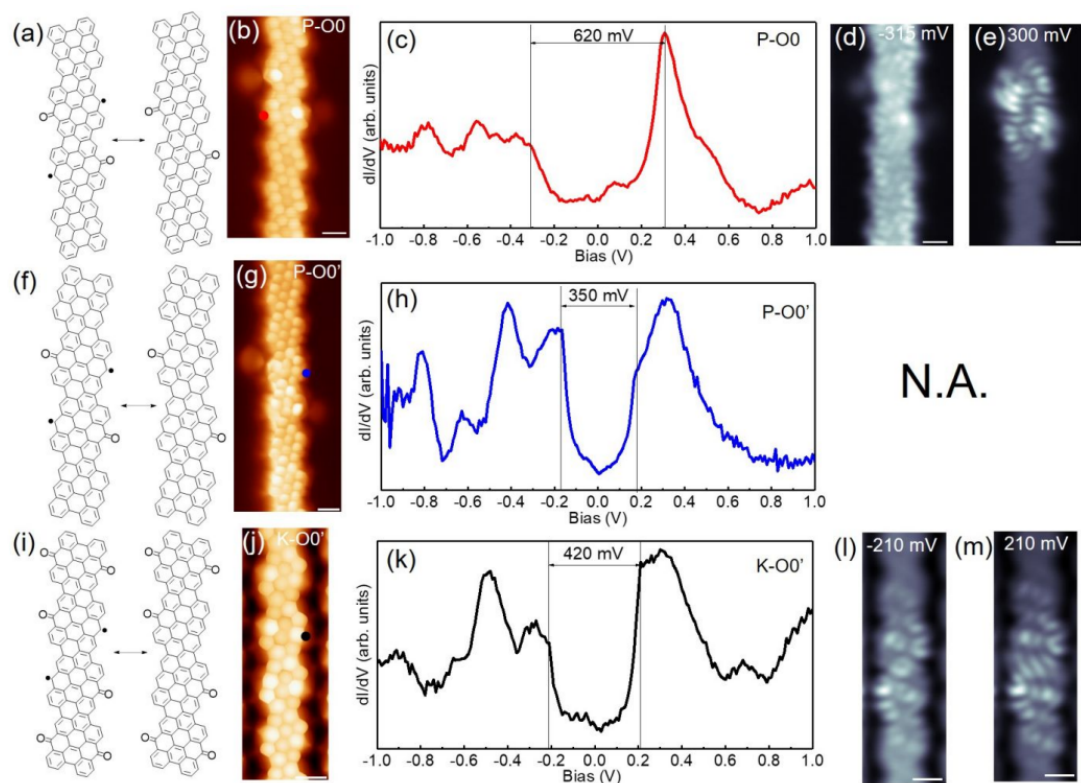 (a)
O
O
O
O
(b)
P-O0
(c)
620 mV
P-O0
dI/dV (arb. units)
-1.0 -0.8 -0.6 -0.4 -0.2 0.0 0.2 0.4 0.6 0.8 1.0
Bias (V)
(d)
-315 mV
(e)
300 mV
(f)
O
O
O
O
(g)
P-O0'
(h)
350 mV
P-O0'
dI/dV (arb. units)
-1.0 -0.8 -0.6 -0.4 -0.2 0.0 0.2 0.4 0.6 0.8 1.0
Bias (V)
N.A.
(i)
O
O
O
O
O
O
O
O
O
O
O
O
(j)
K-O0'
(k)
420 mV
K-O0'
dI/dV (arb. units)
-1.0 -0.8 -0.6 -0.4 -0.2 0.0 0.2 0.4 0.6 0.8 1.0
Bias (V)
(l)
-210 mV
(m)
210 mV